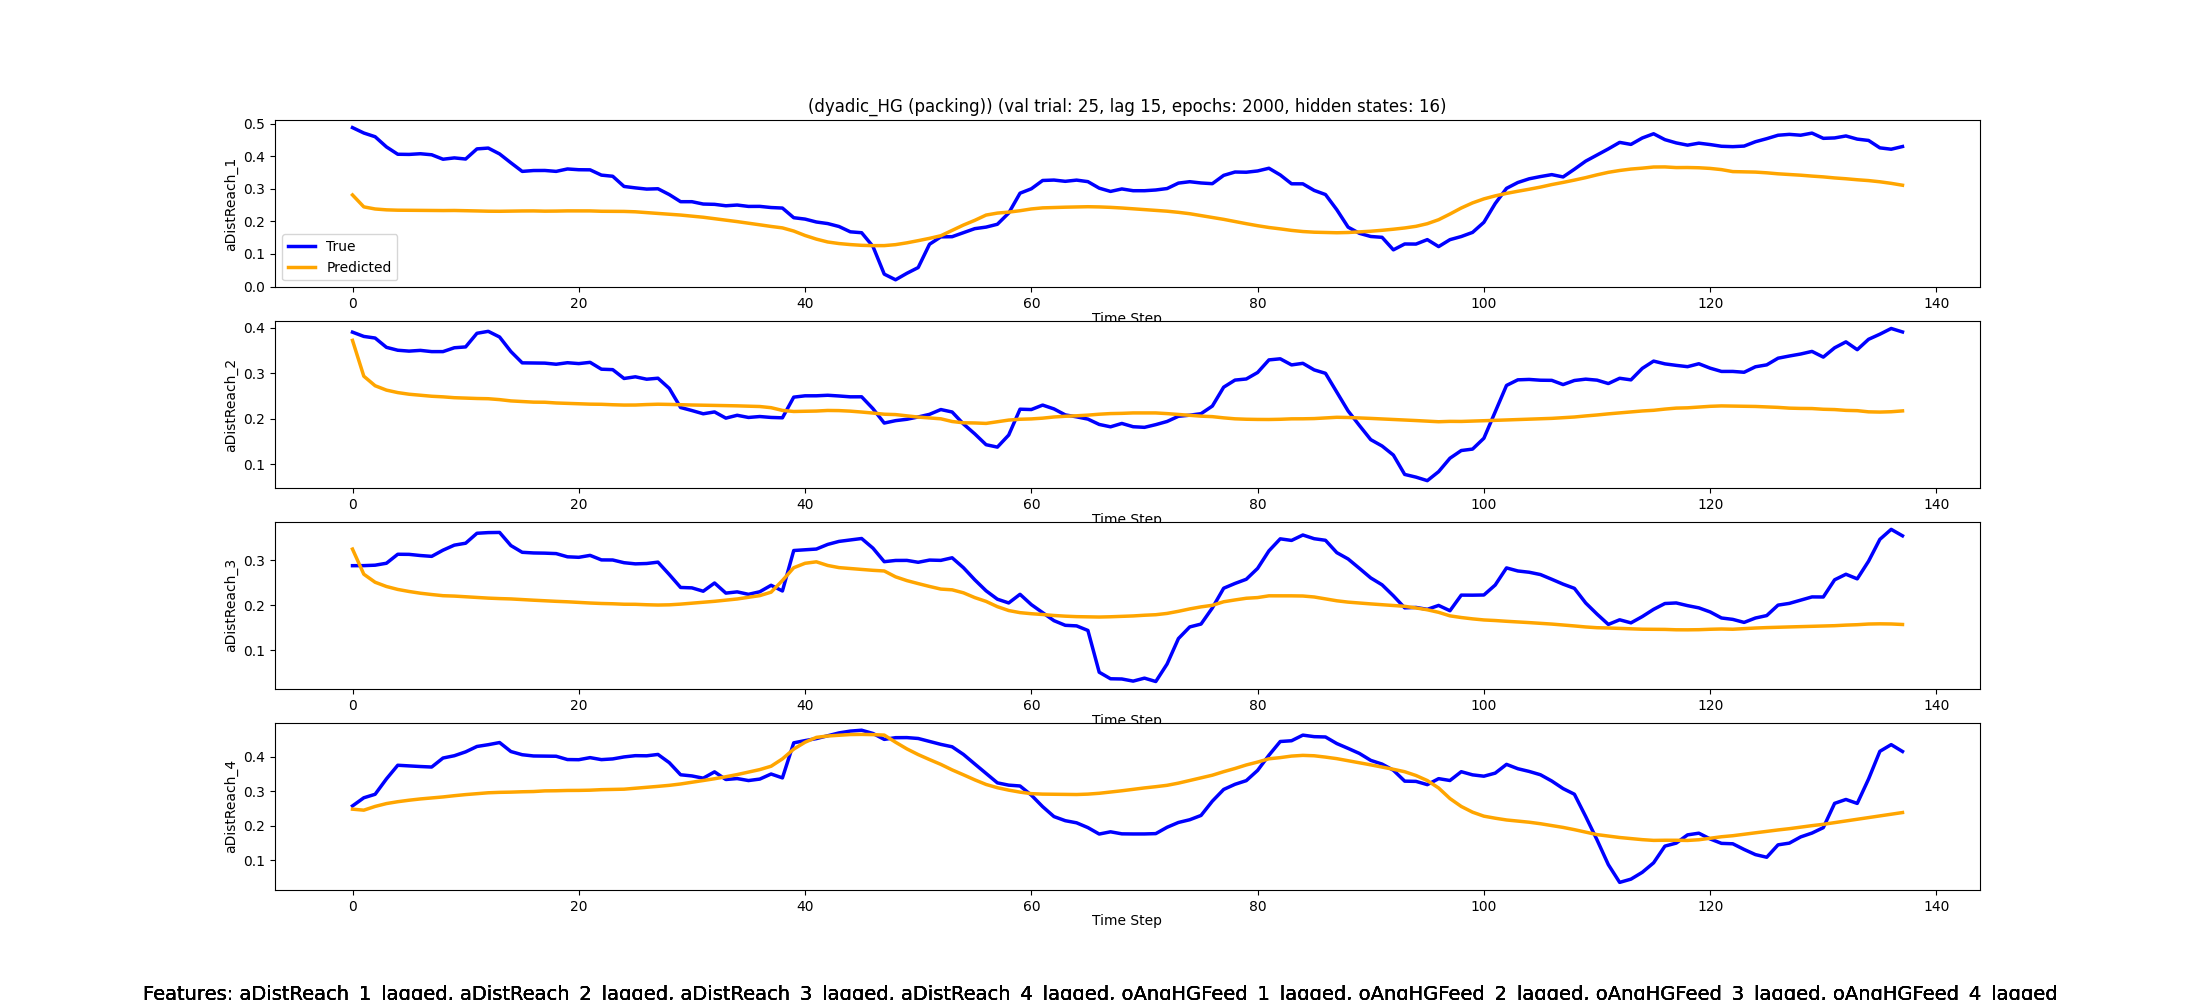 (dyadic_HG (packing)) (val trial: 25, lag 15, epochs: 2000, hidden states: 16)
0.5
0.4
0.3
0.2
0.1
0.0
aDistReach_1
True
Predicted
0 20 40 60 80 100 120 140
Time Step
0.4
0.3
0.2
0.1
aDistReach_2
0 20 40 60 80 100 120 140
Time Step
0.3
0.2
0.1
aDistReach_3
0 20 40 60 80 100 120 140
Time Step
0.4
0.3
0.2
0.1
aDistReach_4
0 20 40 60 80 100 120 140
Time Step
Features: aDistReach_1_lagged, aDistReach_2_lagged, aDistReach_3_lagged, aDistReach_4_lagged, oAngHGFeed_1_lagged, oAngHGFeed_2_lagged, oAngHGFeed_3_lagged, oAngHGFeed_4_lagged